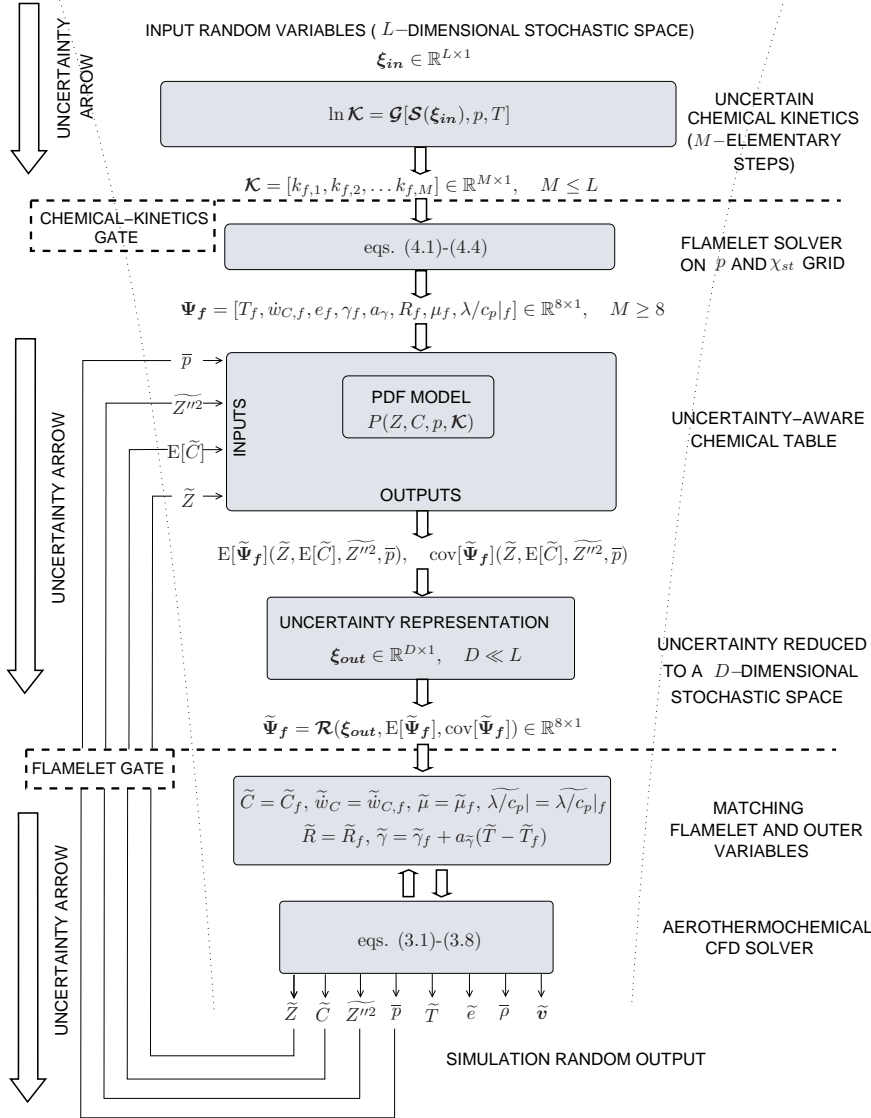 UNCERTAINTY ARROW
INPUT RANDOM VARIABLES ( L−DIMENSIONAL STOCHASTIC SPACE)
ξ_in ∈ ℝ^{L×1}
ln 𝓚 = 𝓖[𝓢(ξ_in), p, T]
UNCERTAIN
CHEMICAL KINETICS
(M−ELEMENTARY
STEPS)
𝓚 = [k_{f,1}, k_{f,2}, … k_{f,M}] ∈ ℝ^{M×1}, M ≤ L
CHEMICAL−KINETICS
GATE
eqs. (4.1)-(4.4)
FLAMELET SOLVER
ON p AND χ_st GRID
Ψ_f = [T_f, ẇ_{C,f}, e_f, γ_f, a_γ, R_f, μ_f, λ/c_p|_f] ∈ ℝ^{8×1}, M ≥ 8
UNCERTAINTY ARROW
p̅
Z̃''²
E[C̃]
Z̃
INPUTS
PDF MODEL
P(Z, C, p, 𝓚)
OUTPUTS
UNCERTAINTY−AWARE
CHEMICAL TABLE
E[Ψ̃_f](Z̃, E[C̃], Z̃''², p̅), cov[Ψ̃_f](Z̃, E[C̃], Z̃''², p̅)
UNCERTAINTY REPRESENTATION
ξ_out ∈ ℝ^{D×1}, D ≪ L
UNCERTAINTY REDUCED
TO A D−DIMENSIONAL
STOCHASTIC SPACE
Ψ̃_f = 𝓡(ξ_out, E[Ψ̃_f], cov[Ψ̃_f]) ∈ ℝ^{8×1}
FLAMELET GATE
UNCERTAINTY ARROW
C̃ = C̃_f, ẇ̃_C = ẇ̃_{C,f}, μ̃ = μ̃_f, λ/c_p|~ = λ/c_p|~_f
R̃ = R̃_f, γ̃ = γ̃_f + a_γ̃(T̃ − T̃_f)
MATCHING
FLAMELET AND OUTER
VARIABLES
eqs. (3.1)-(3.8)
AEROTHERMOCHEMICAL
CFD SOLVER
Z̃ C̃ Z̃''² p̅ T̃ ẽ ρ̅ ṽ
SIMULATION RANDOM OUTPUT